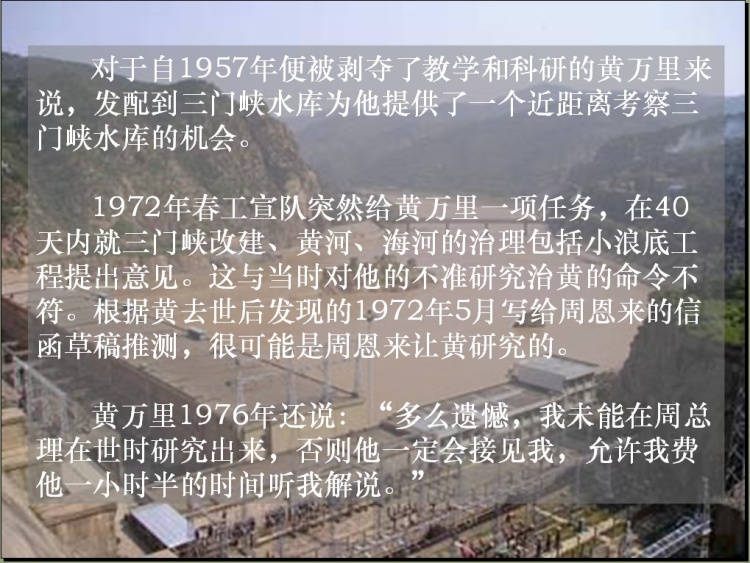 对于自1957年便被剥夺了教学和科研的黄万里来
说，发配到三门峡水库为他提供了一个近距离考察三
门峡水库的机会。
1972年春工宣队突然给黄万里一项任务，在40
天内就三门峡改建、黄河、海河的治理包括小浪底工
程提出意见。这与当时对他的不准研究治黄的命令不
符。根据黄去世后发现的1972年5月写给周恩来的信
函草稿推测，很可能是周恩来让黄研究的。
黄万里1976年还说：“多么遗憾，我未能在周总
理在世时研究出来，否则他一定会接见我，允许我费
他一小时半的时间听我解说。”